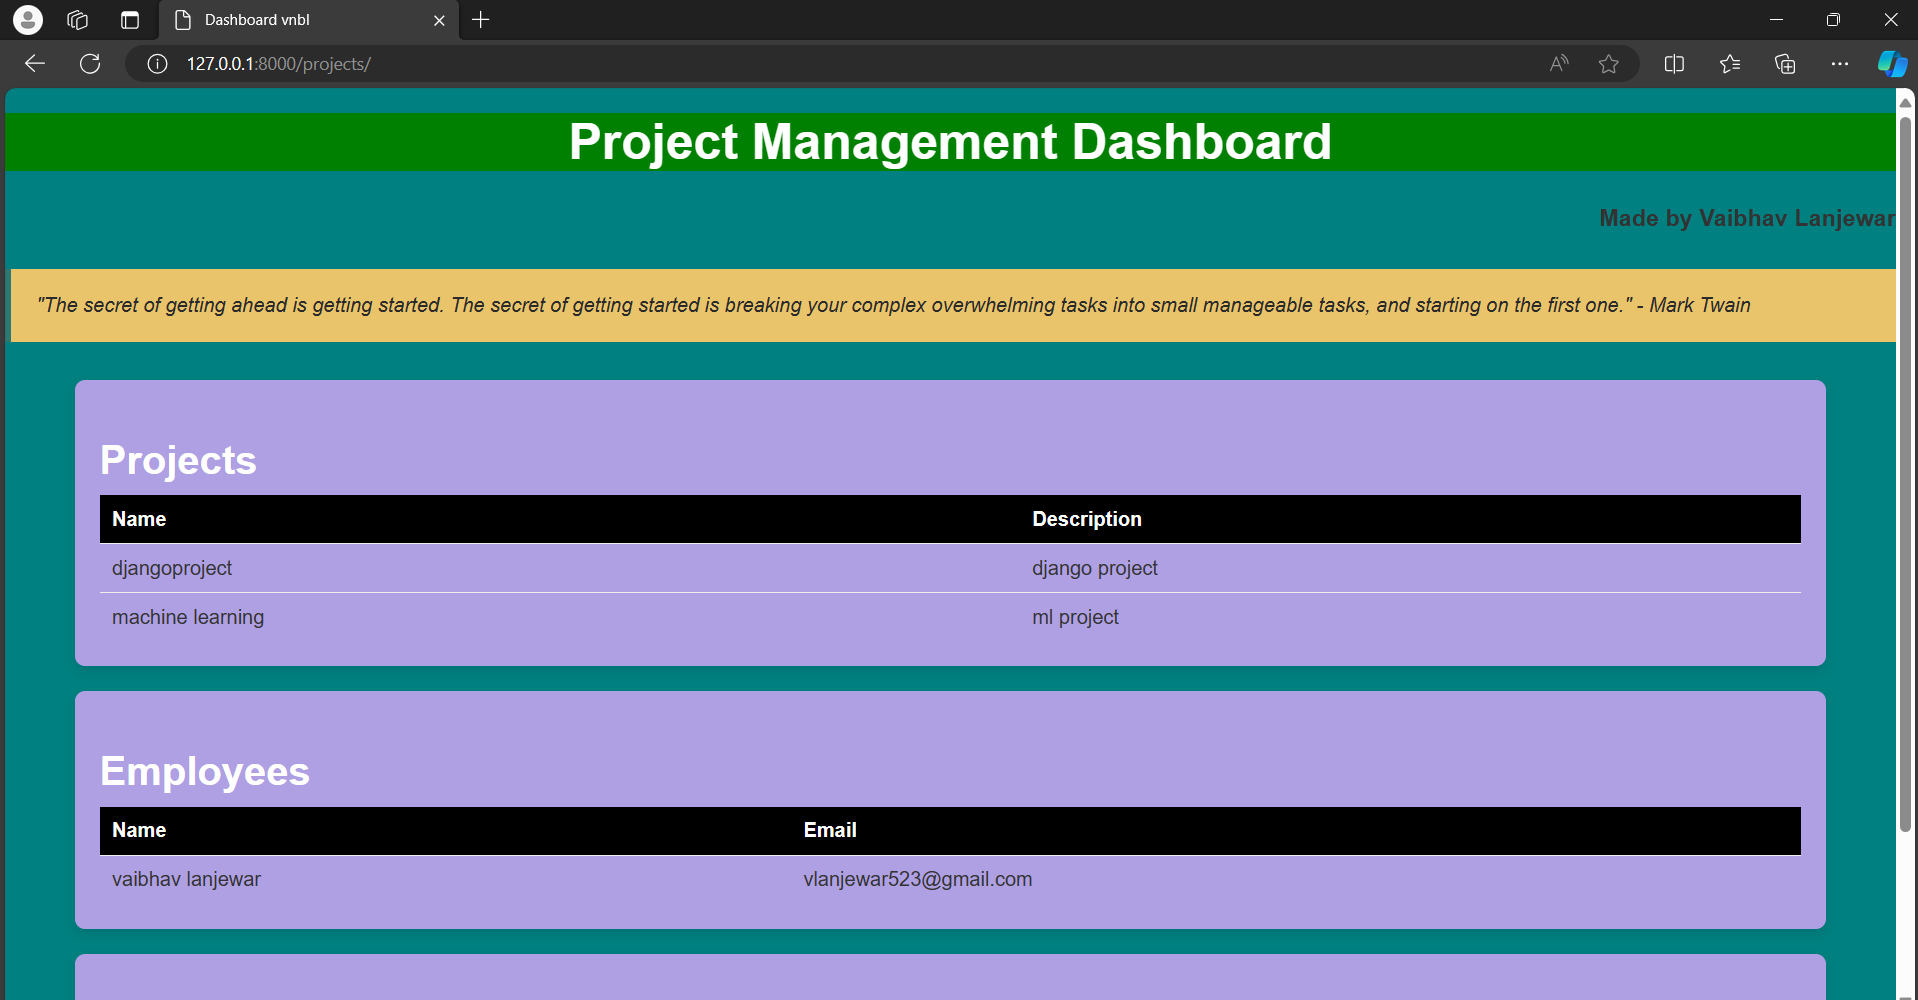 Dashboard vnbl
127.0.0.1:8000/projects/
Project Management Dashboard
Made by Vaibhav Lanjewar
"The secret of getting ahead is getting started. The secret of getting started is breaking your complex overwhelming tasks into small manageable tasks, and starting on the first one." - Mark Twain
Projects
Name Description
djangoproject django project
machine learning ml project
Employees
Name Email
vaibhav lanjewar vlanjewar523@gmail.com